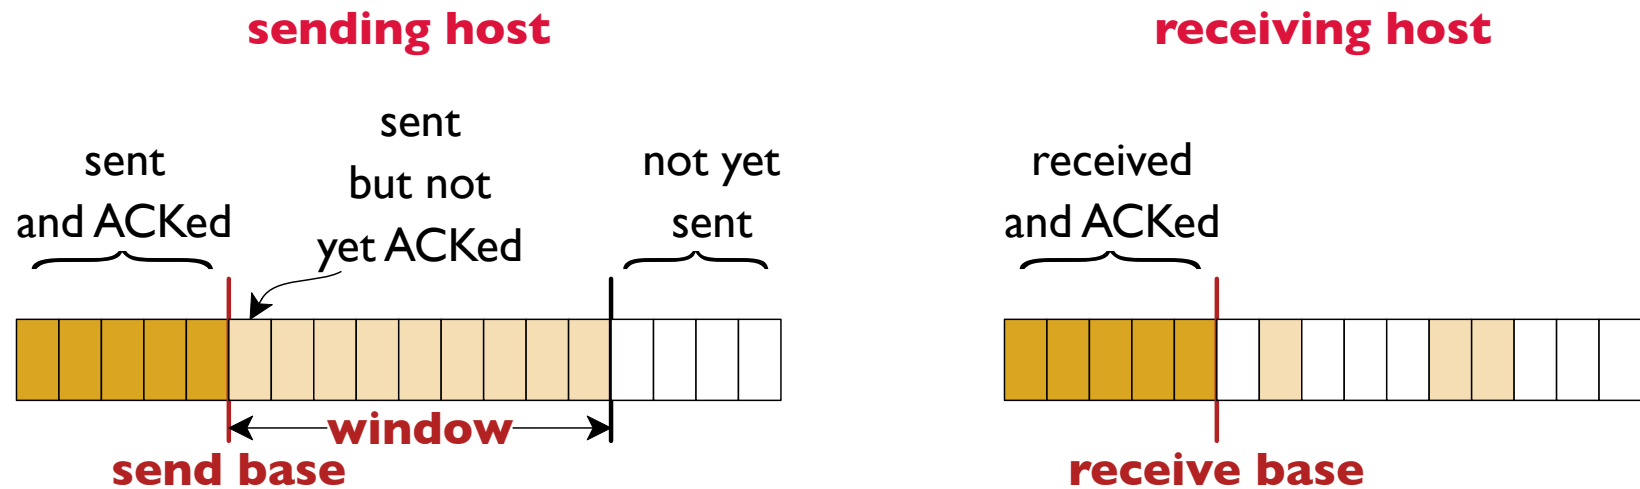 sending host
receiving host
sent
but not
yet ACKed
sent
and ACKed
not yet
sent
received
and ACKed
window
send base
receive base